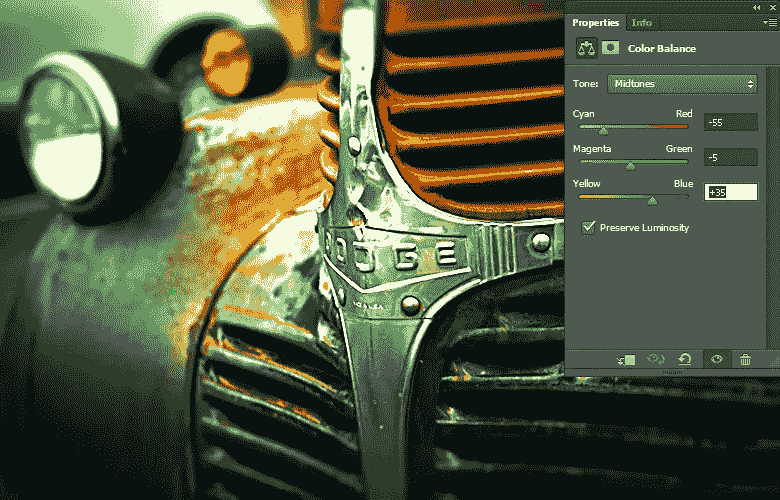 Properties Info
Color Balance
Tone: Midtones
Cyan Red -55
Magenta Green -5
Yellow Blue +35
Preserve Luminosity
DODGE